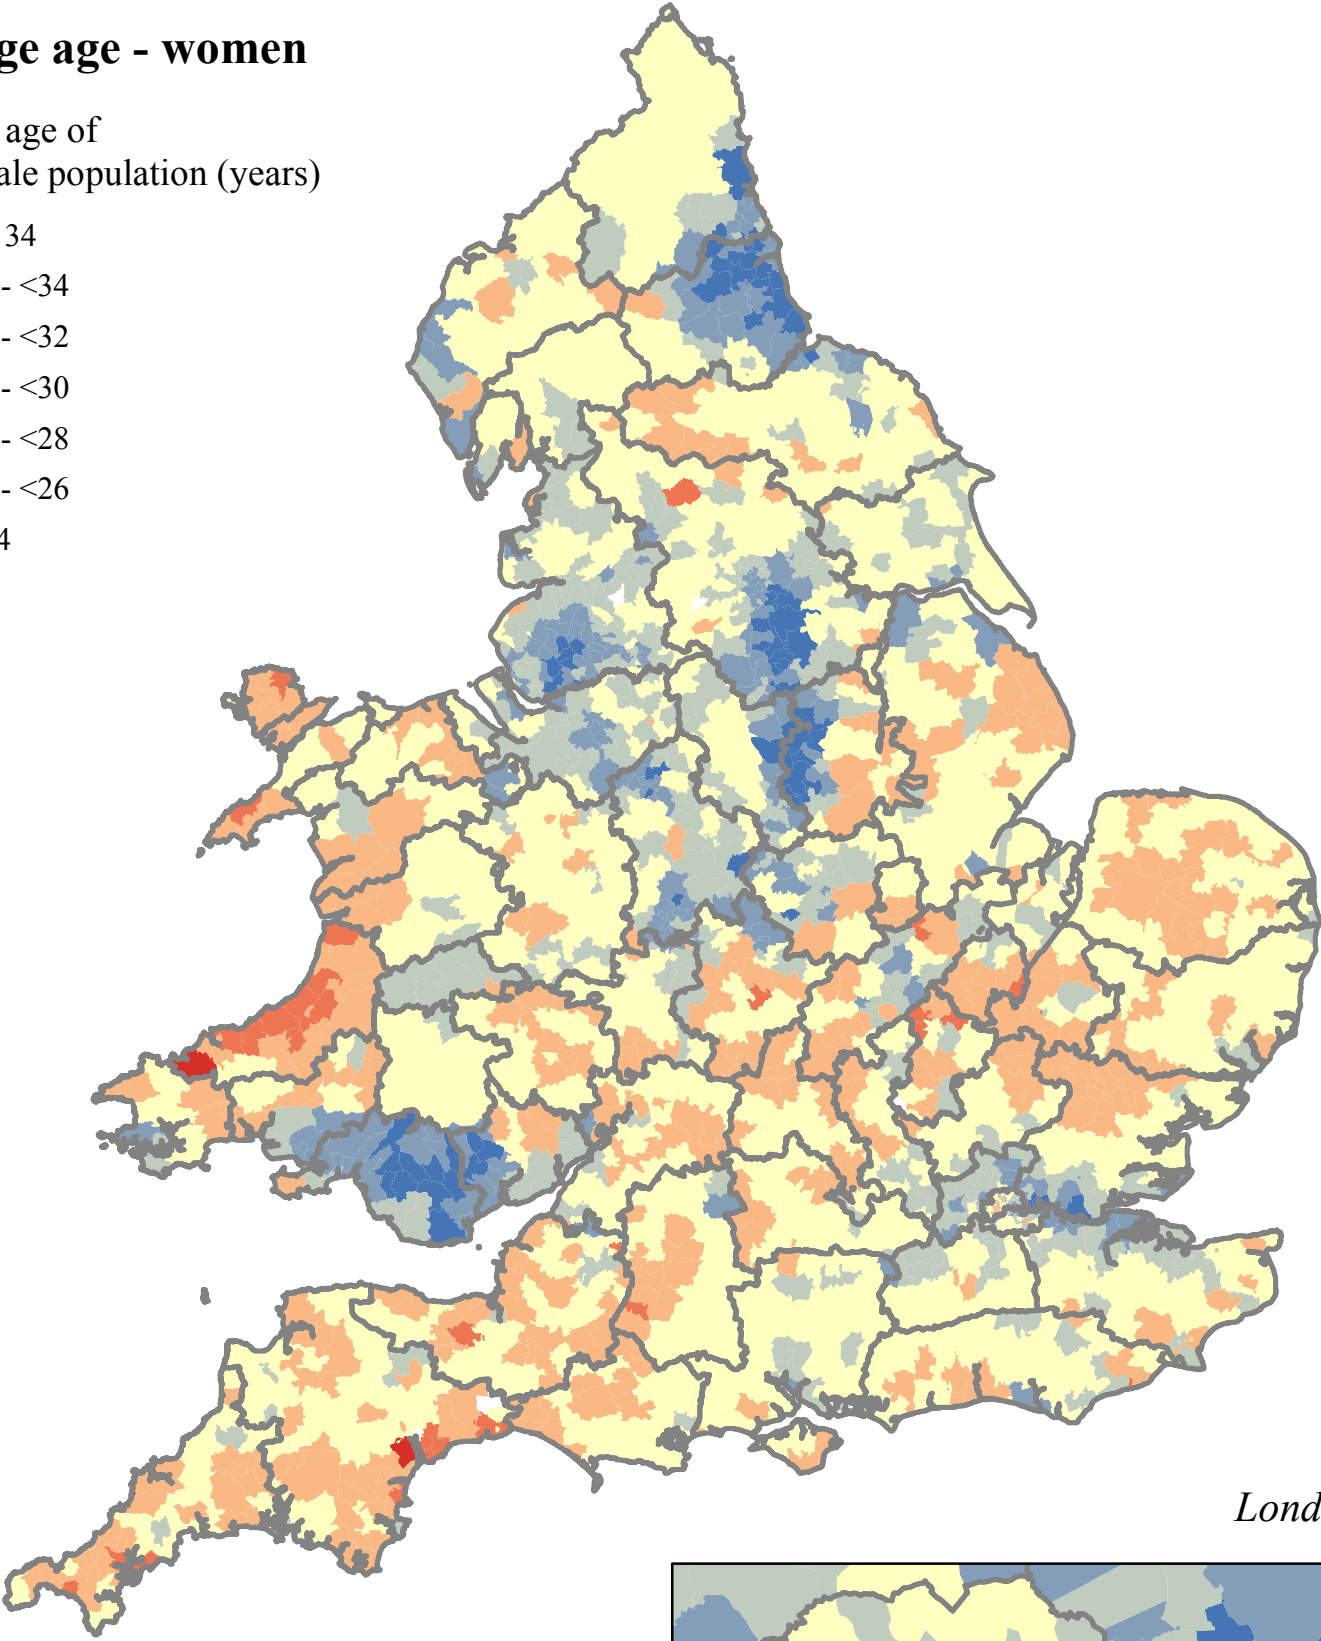 ge age - women
age of
ale population (years)
34
- <34
- <32
- <30
- <28
- <26
4
Lond